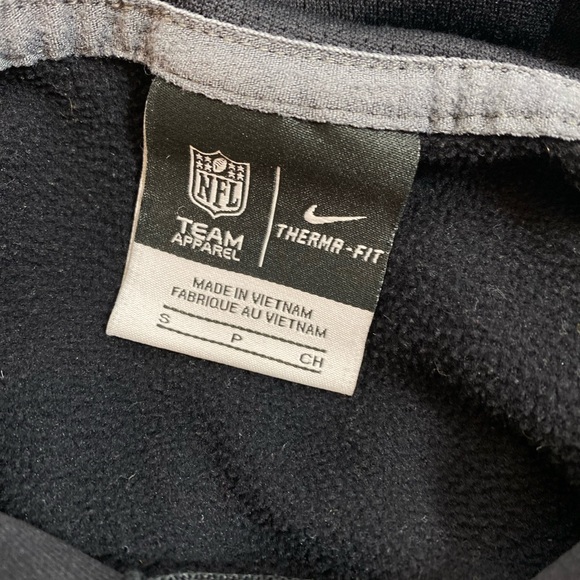 NFL
TEAM
APPAREL
THERMA-FIT
MADE IN VIETNAM
FABRIQUE AU VIETNAM
S P CH